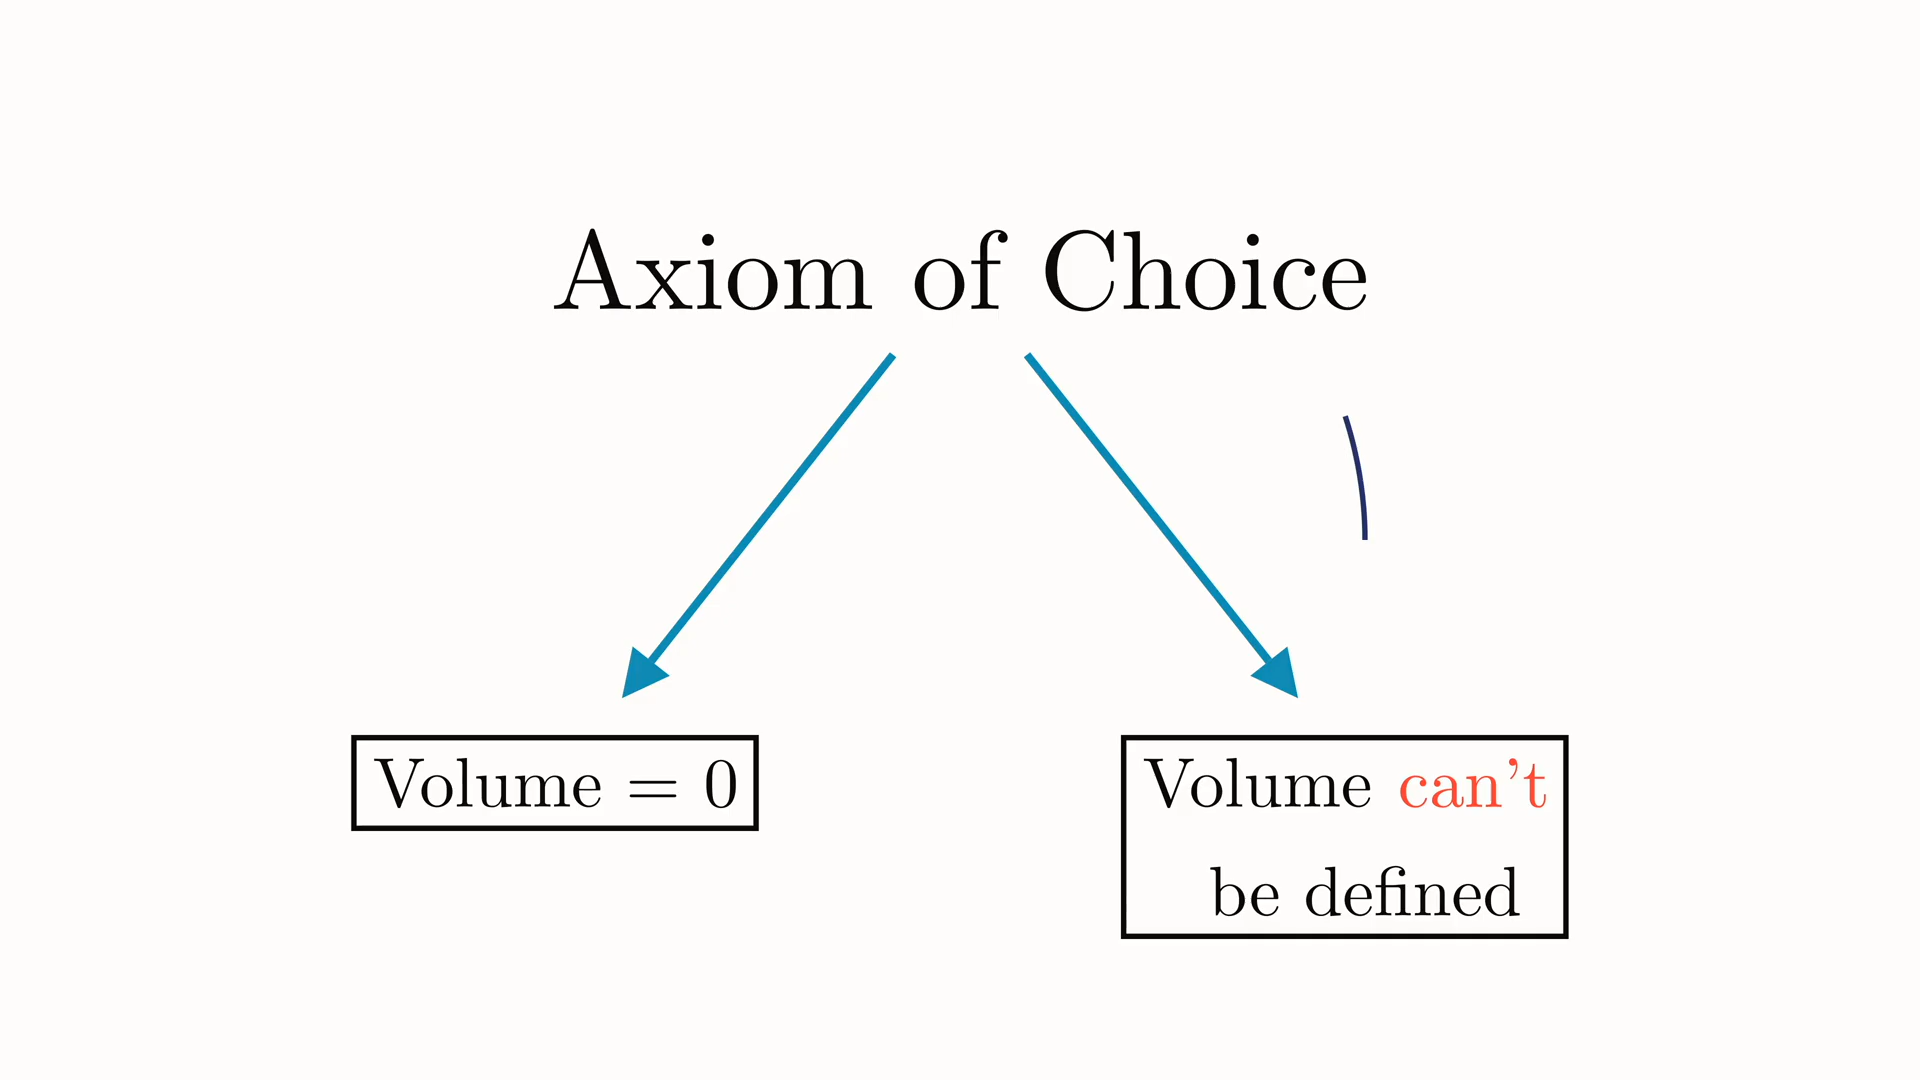 Axiom of Choice
Volume = 0
Volume can't
be defined